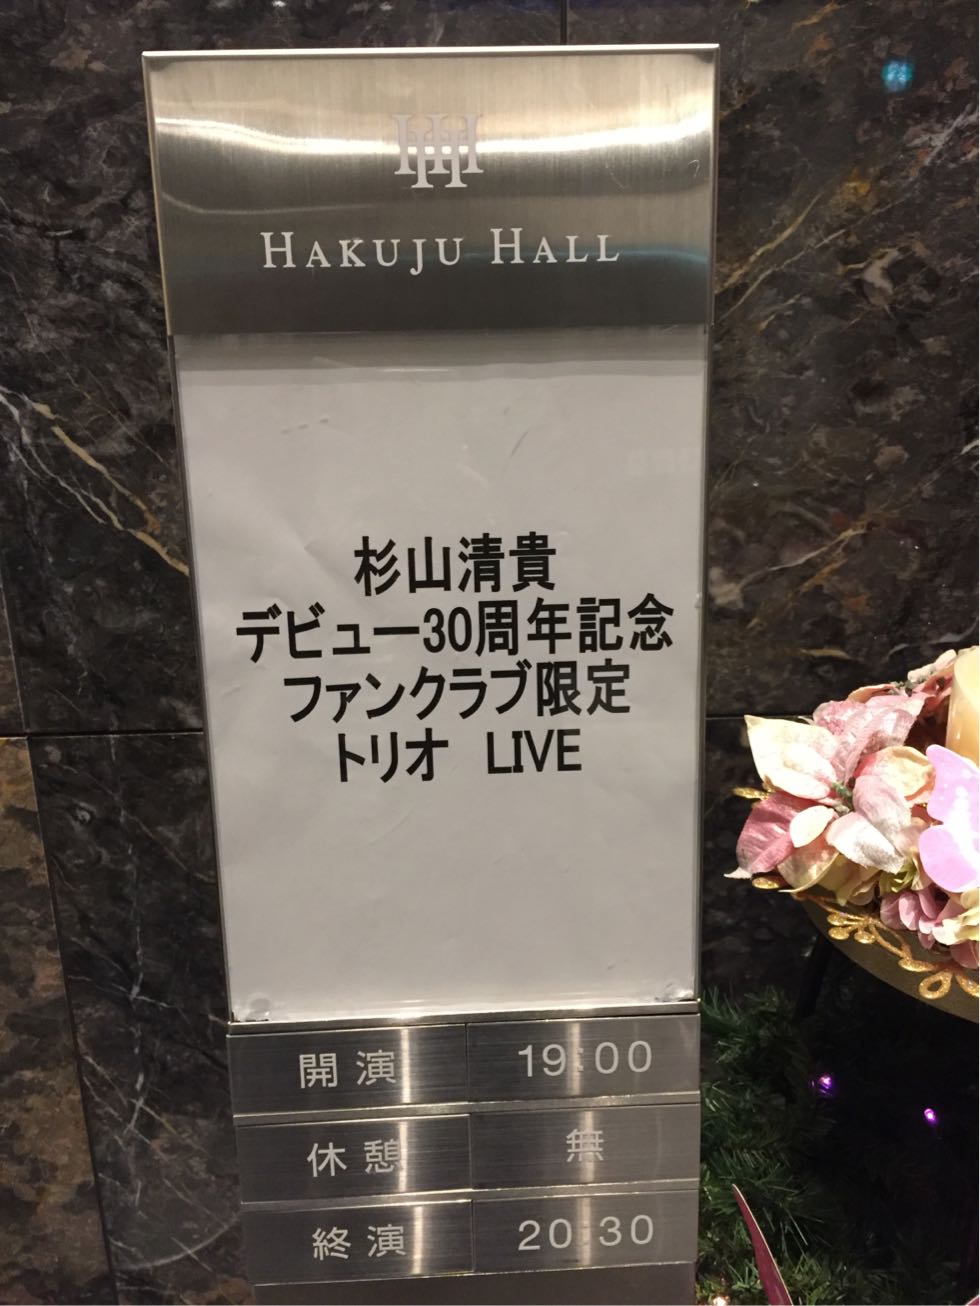 HAKUJU HALL
杉山清貴
デビュー30周年記念
ファンクラブ限定
トリオ LIVE
開演 19:00
休憩 無
終演 20:30